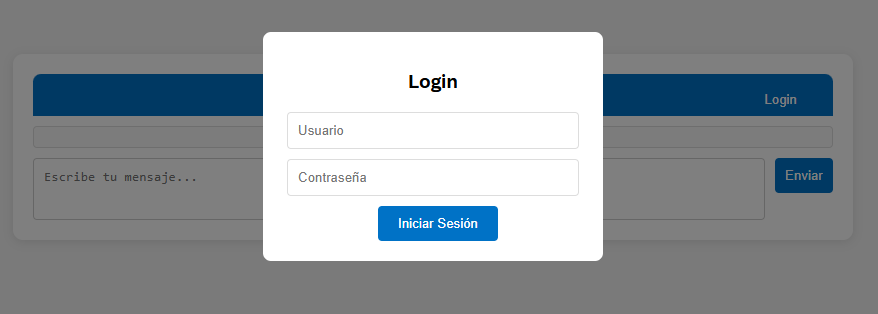 Login
Login
Usuario
Contraseña
Escribe tu mensaje...
Enviar
Iniciar Sesión